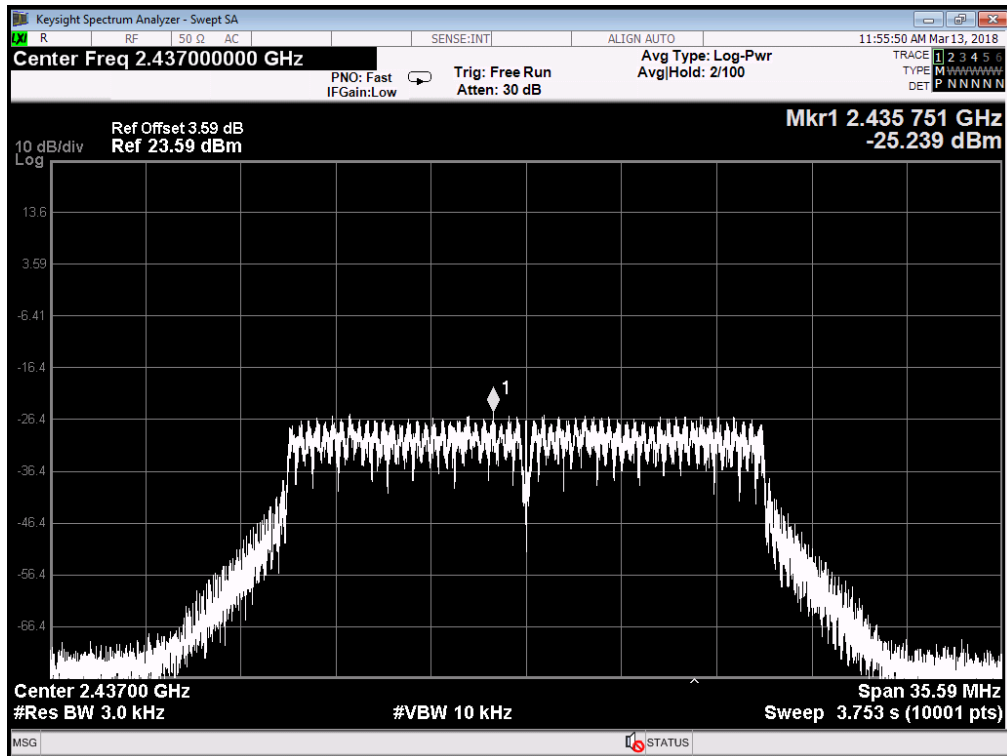 Keysight Spectrum Analyzer - Swept SA
LXI R RF 50 Ω AC SENSE:INT ALIGN AUTO 11:55:50 AM Mar 13, 2018
Center Freq 2.437000000 GHz
PNO: Fast
IFGain:Low
Trig: Free Run
Atten: 30 dB
Avg Type: Log-Pwr
Avg|Hold: 2/100
TRACE 1 2 3 4 5 6
TYPE M WWWWW
DET P N N N N N
Mkr1 2.435 751 GHz
-25.239 dBm
Ref Offset 3.59 dB
10 dB/div Ref 23.59 dBm
Log
13.6
3.59
-6.41
-16.4
1
-26.4
-36.4
-46.4
-56.4
-66.4
Center 2.43700 GHz Span 35.59 MHz
#Res BW 3.0 kHz #VBW 10 kHz Sweep 3.753 s (10001 pts)
MSG STATUS